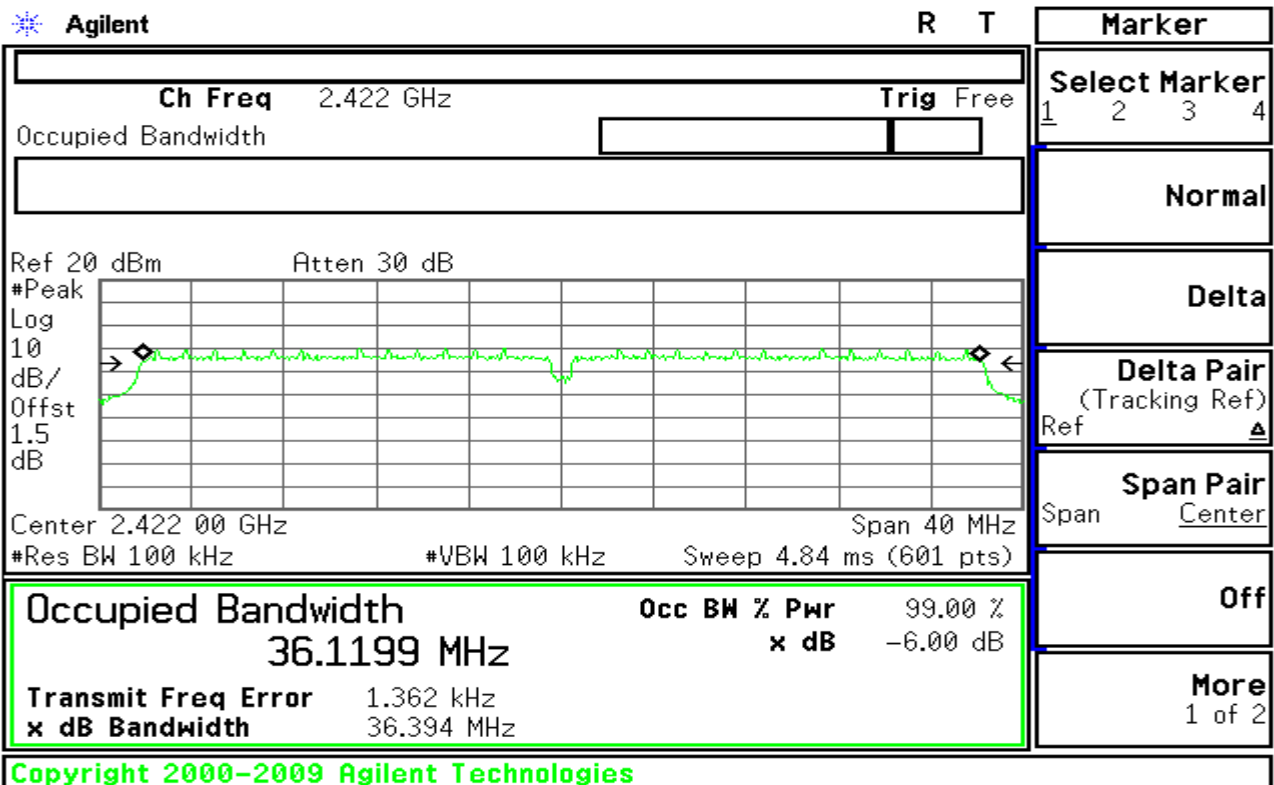 Agilent R T Marker
Ch Freq 2.422 GHz Trig Free
Occupied Bandwidth
Select Marker
1 2 3 4
Normal
Delta
Delta Pair
(Tracking Ref)
Ref Δ
Span Pair
Span Center
Off
More
1 of 2
Ref 20 dBm Atten 30 dB
#Peak
Log
10
dB/
Offst
1.5
dB
Center 2.422 00 GHz Span 40 MHz
#Res BW 100 kHz #VBW 100 kHz Sweep 4.84 ms (601 pts)
Occupied Bandwidth Occ BW % Pwr 99.00 %
36.1199 MHz x dB -6.00 dB
Transmit Freq Error 1.362 kHz
x dB Bandwidth 36.394 MHz
Copyright 2000-2009 Agilent Technologies